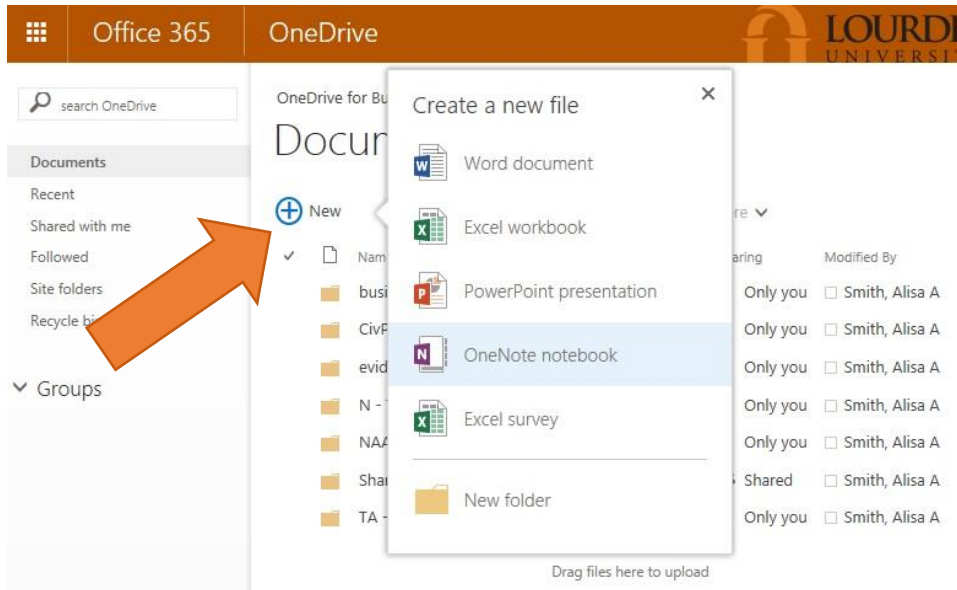 Office 365
OneDrive
LOURD
UNIVERSI
search OneDrive
Documents
Recent
Shared with me
Followed
Site folders
Recycle bi
Groups
OneDrive for Bu
Docur
New
re
Nam
aring
Modified By
busi
Only you
Smith, Alisa A
CivP
Only you
Smith, Alisa A
evid
Only you
Smith, Alisa A
N -
Only you
Smith, Alisa A
NAA
Only you
Smith, Alisa A
Shar
Shared
Smith, Alisa A
TA -
Only you
Smith, Alisa A
Drag files here to upload
Create a new file
Word document
Excel workbook
PowerPoint presentation
OneNote notebook
Excel survey
New folder